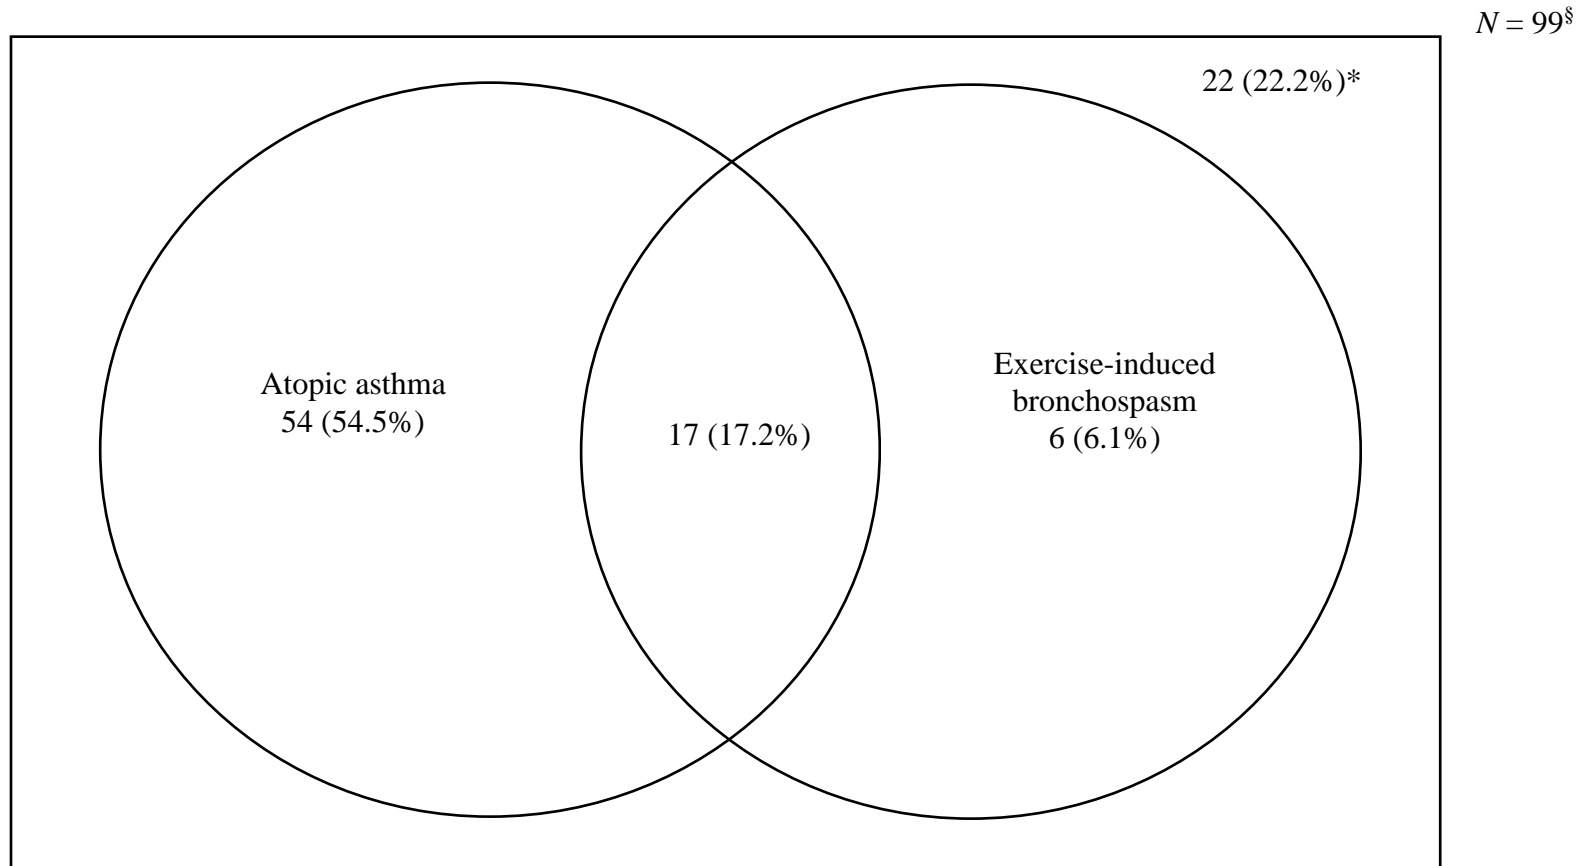 N = 99§
22 (22.2%)*
Atopic asthma
54 (54.5%)
17 (17.2%)
Exercise-induced
bronchospasm
6 (6.1%)